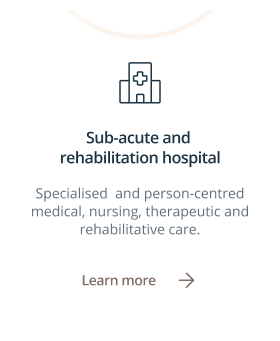 Sub-acute and
rehabilitation hospital
Specialised  and person-centred
medical, nursing, therapeutic and
rehabilitative care.
Learn more